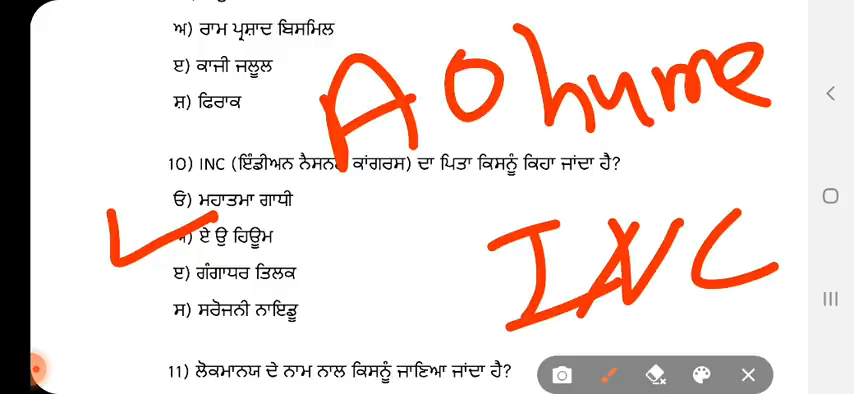 ਅ) ਰਾਮ ਪ੍ਰਸ਼ਾਦ ਬਿਸਮਿਲ
ੲ) ਕਾਜੀ ਜਲੂਲ
ਸ਼) ਫਿਰਾਕ
A O hume
10) INC (ਇੰਡੀਅਨ ਨੈਸਨਲ ਕਾਂਗਰਸ) ਦਾ ਪਿਤਾ ਕਿਸਨੂੰ ਕਿਹਾ ਜਾਂਦਾ ਹੈ?
ੳ) ਮਹਾਤਮਾ ਗਾਧੀ
ਅ) ਏ ਉ ਹਿਊਮ
ੲ) ਗੰਗਾਧਰ ਤਿਲਕ
ਸ) ਸਰੋਜਨੀ ਨਾਇਡੂ
INC
11) ਲੋਕਮਾਨਯ ਦੇ ਨਾਮ ਨਾਲ ਕਿਸਨੂੰ ਜਾਣਿਆ ਜਾਂਦਾ ਹੈ?